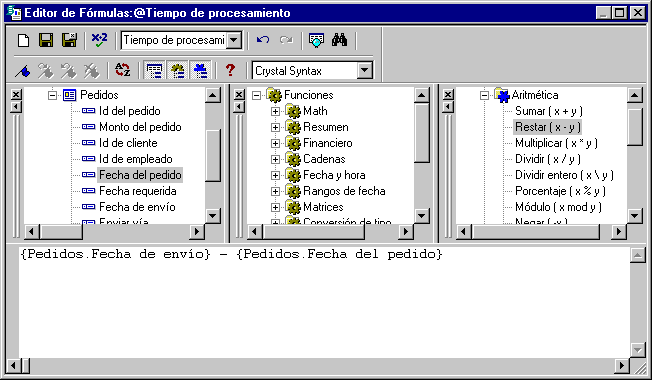 Editor de Fórmulas:@Tiempo de procesamiento
X+2 Tiempo de procesami
Crystal Syntax
Pedidos
Id del pedido
Monto del pedido
Id de cliente
Id de empleado
Fecha del pedido
Fecha requerida
Fecha de envío
Enviar vía
Funciones
Math
Resumen
Financiero
Cadenas
Fecha y hora
Rangos de fecha
Matrices
Conversión de tipo
Aritmética
Sumar ( x + y )
Restar ( x - y )
Multiplicar ( x * y )
Dividir ( x / y )
Dividir entero ( x \ y )
Porcentaje ( x % y )
Módulo ( x mod y )
Negar ( -x )
{Pedidos.Fecha de envío} - {Pedidos.Fecha del pedido}